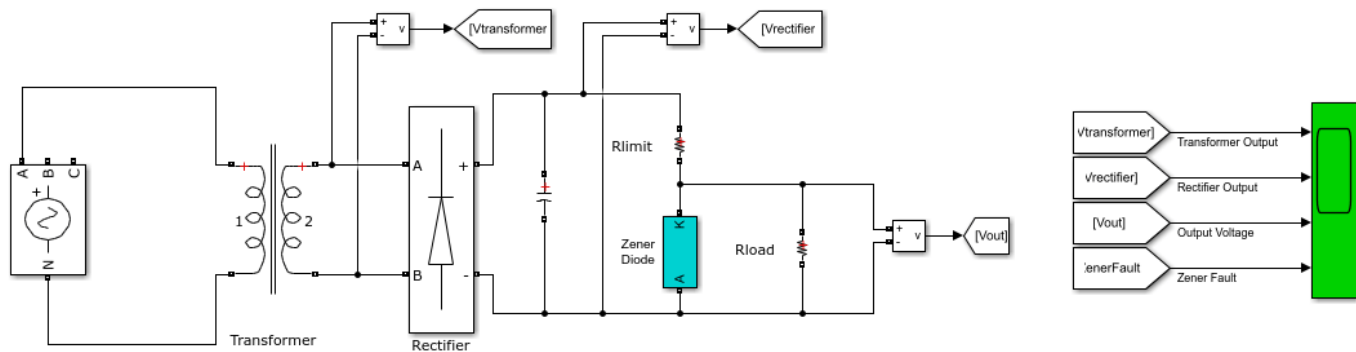 +
-
v
[Vtransformer
+
-
v
[Vrectifier
A
B
C
+
N
+
1
+
2
A
B
+
-
+
Rlimit
K
A
Zener
Diode
Rload
+
-
v
[Vout]
Transformer
Rectifier
Vtransformer]
Transformer Output
Vrectifier]
Rectifier Output
[Vout]
Output Voltage
ZenerFault
Zener Fault